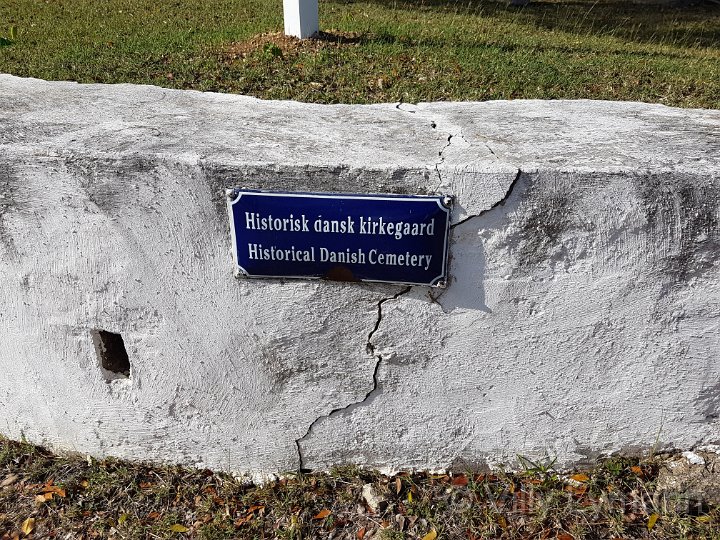 Historisk dansk kirkegaard
Historical Danish Cemetery